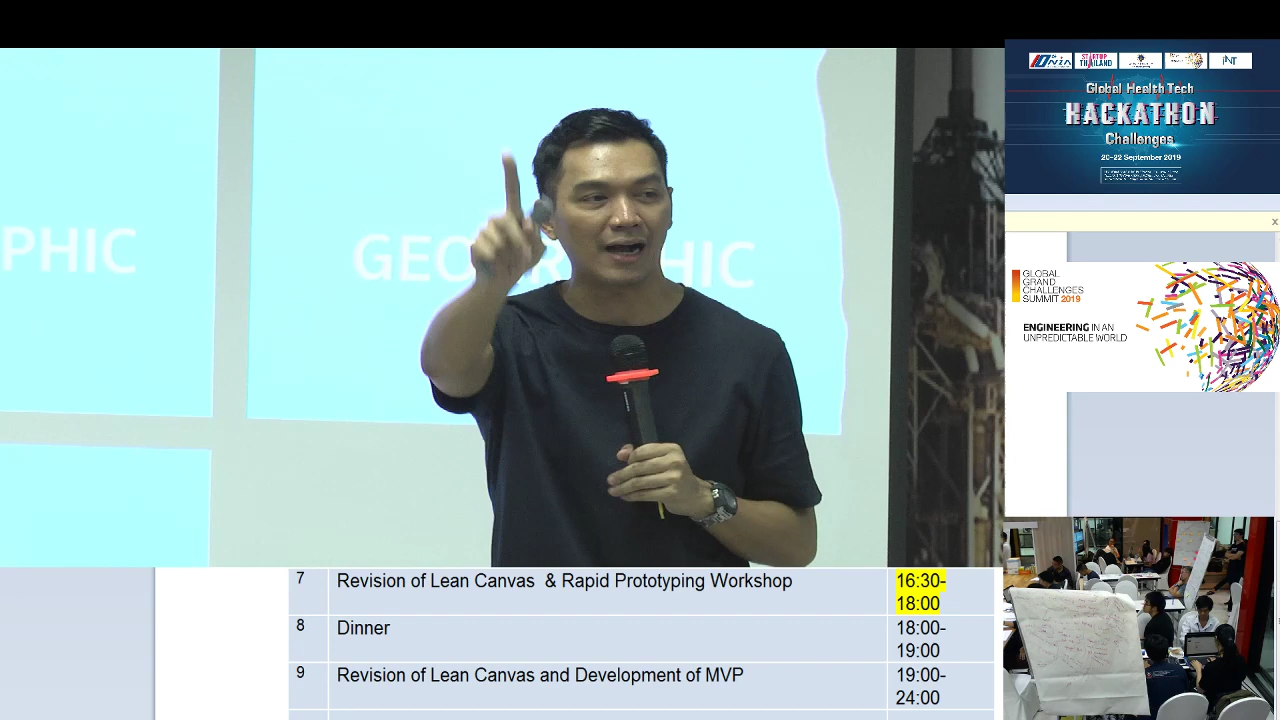 PHIC
GEOGRAPHIC
7
Revision of Lean Canvas & Rapid Prototyping Workshop
16:30-
18:00
8
Dinner
18:00-
19:00
9
Revision of Lean Canvas and Development of MVP
19:00-
24:00
NIA
STARTUP
THAILAND
iNT
Global Health Tech
HACKATHON
Challenges
20-22 September 2019
x
GLOBAL
GRAND
CHALLENGES
SUMMIT 2019
ENGINEERING IN AN
UNPREDICTABLE WORLD